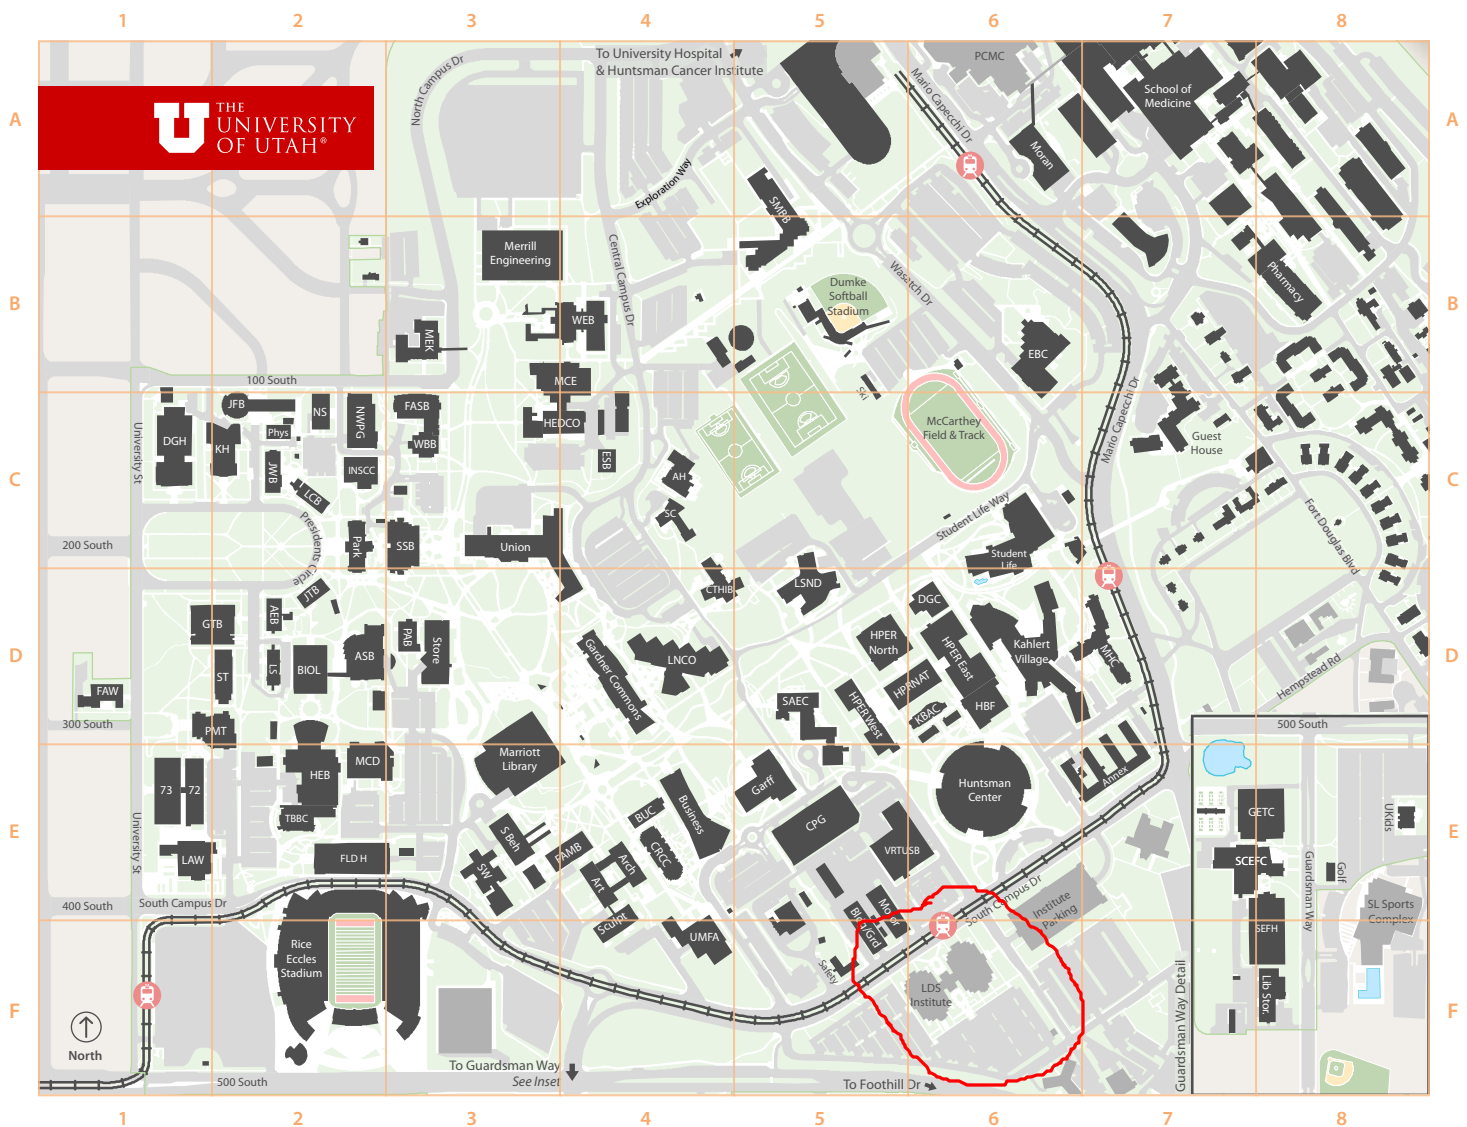 1 2 3 4 5 6 7 8
To University Hospital
& Huntsman Cancer Institute
PCMC
North Campus Dr
Mario Capecchi Dr
School of
Medicine
A
A
THE
UNIVERSITY
OF UTAH®
Moran
Exploration Way
SMBB
Merrill
Engineering
Central Campus Dr
Wasatch Dr
Pharmacy
Dumke
Softball
Stadium
B
B
WEB
MEK
EBC
100 South
MCE
Ski
Mario Capecchi Dr
JFB
NS
NWPG
FASB
HEDCO
McCarthey
Field & Track
University St
DGH
KH
Phys
WBB
Guest
House
JWB
INSCC
ESB
AH
C
C
LCB
SC
Student Life Way
Fort Douglas Blvd
Presidents Circle
200 South
Park
SSB
Union
Student
Life
CTHIB
LSND
JTB
DGC
GTB
AEB
PAB
Store
HPER
North
HPER East
Kahlert
Village
MHC
D
D
ASB
Gardner Commons
LNCO
ST
LS
BIOL
HPRNAT
Hempstead Rd
FAW
SAEC
HPER West
KBAC
HBF
300 South
PMT
500 South
Marriott
Library
HEB
MCD
Garff
Huntsman
Center
Annex
73
72
BUC
Business
GETC
UKids
TBBC
S Beh
CPG
E
E
University St
FAMB
CRCC
VRTUSB
LAW
FLD H
SW
Arch
SCEFC
Golf
Art
Guardsman Way
South Campus Dr
400 South
Motor
South Campus Dr
Institute
Parking
SL Sports
Complex
Sculpt
Blng/Grd
UMFA
SEFH
Rice
Eccles
Stadium
Safety
LDS
Institute
Lib Stor.
F
F
Guardsman Way Detail
North
To Guardsman Way
See Inset
500 South
To Foothill Dr
1 2 3 4 5 6 7 8